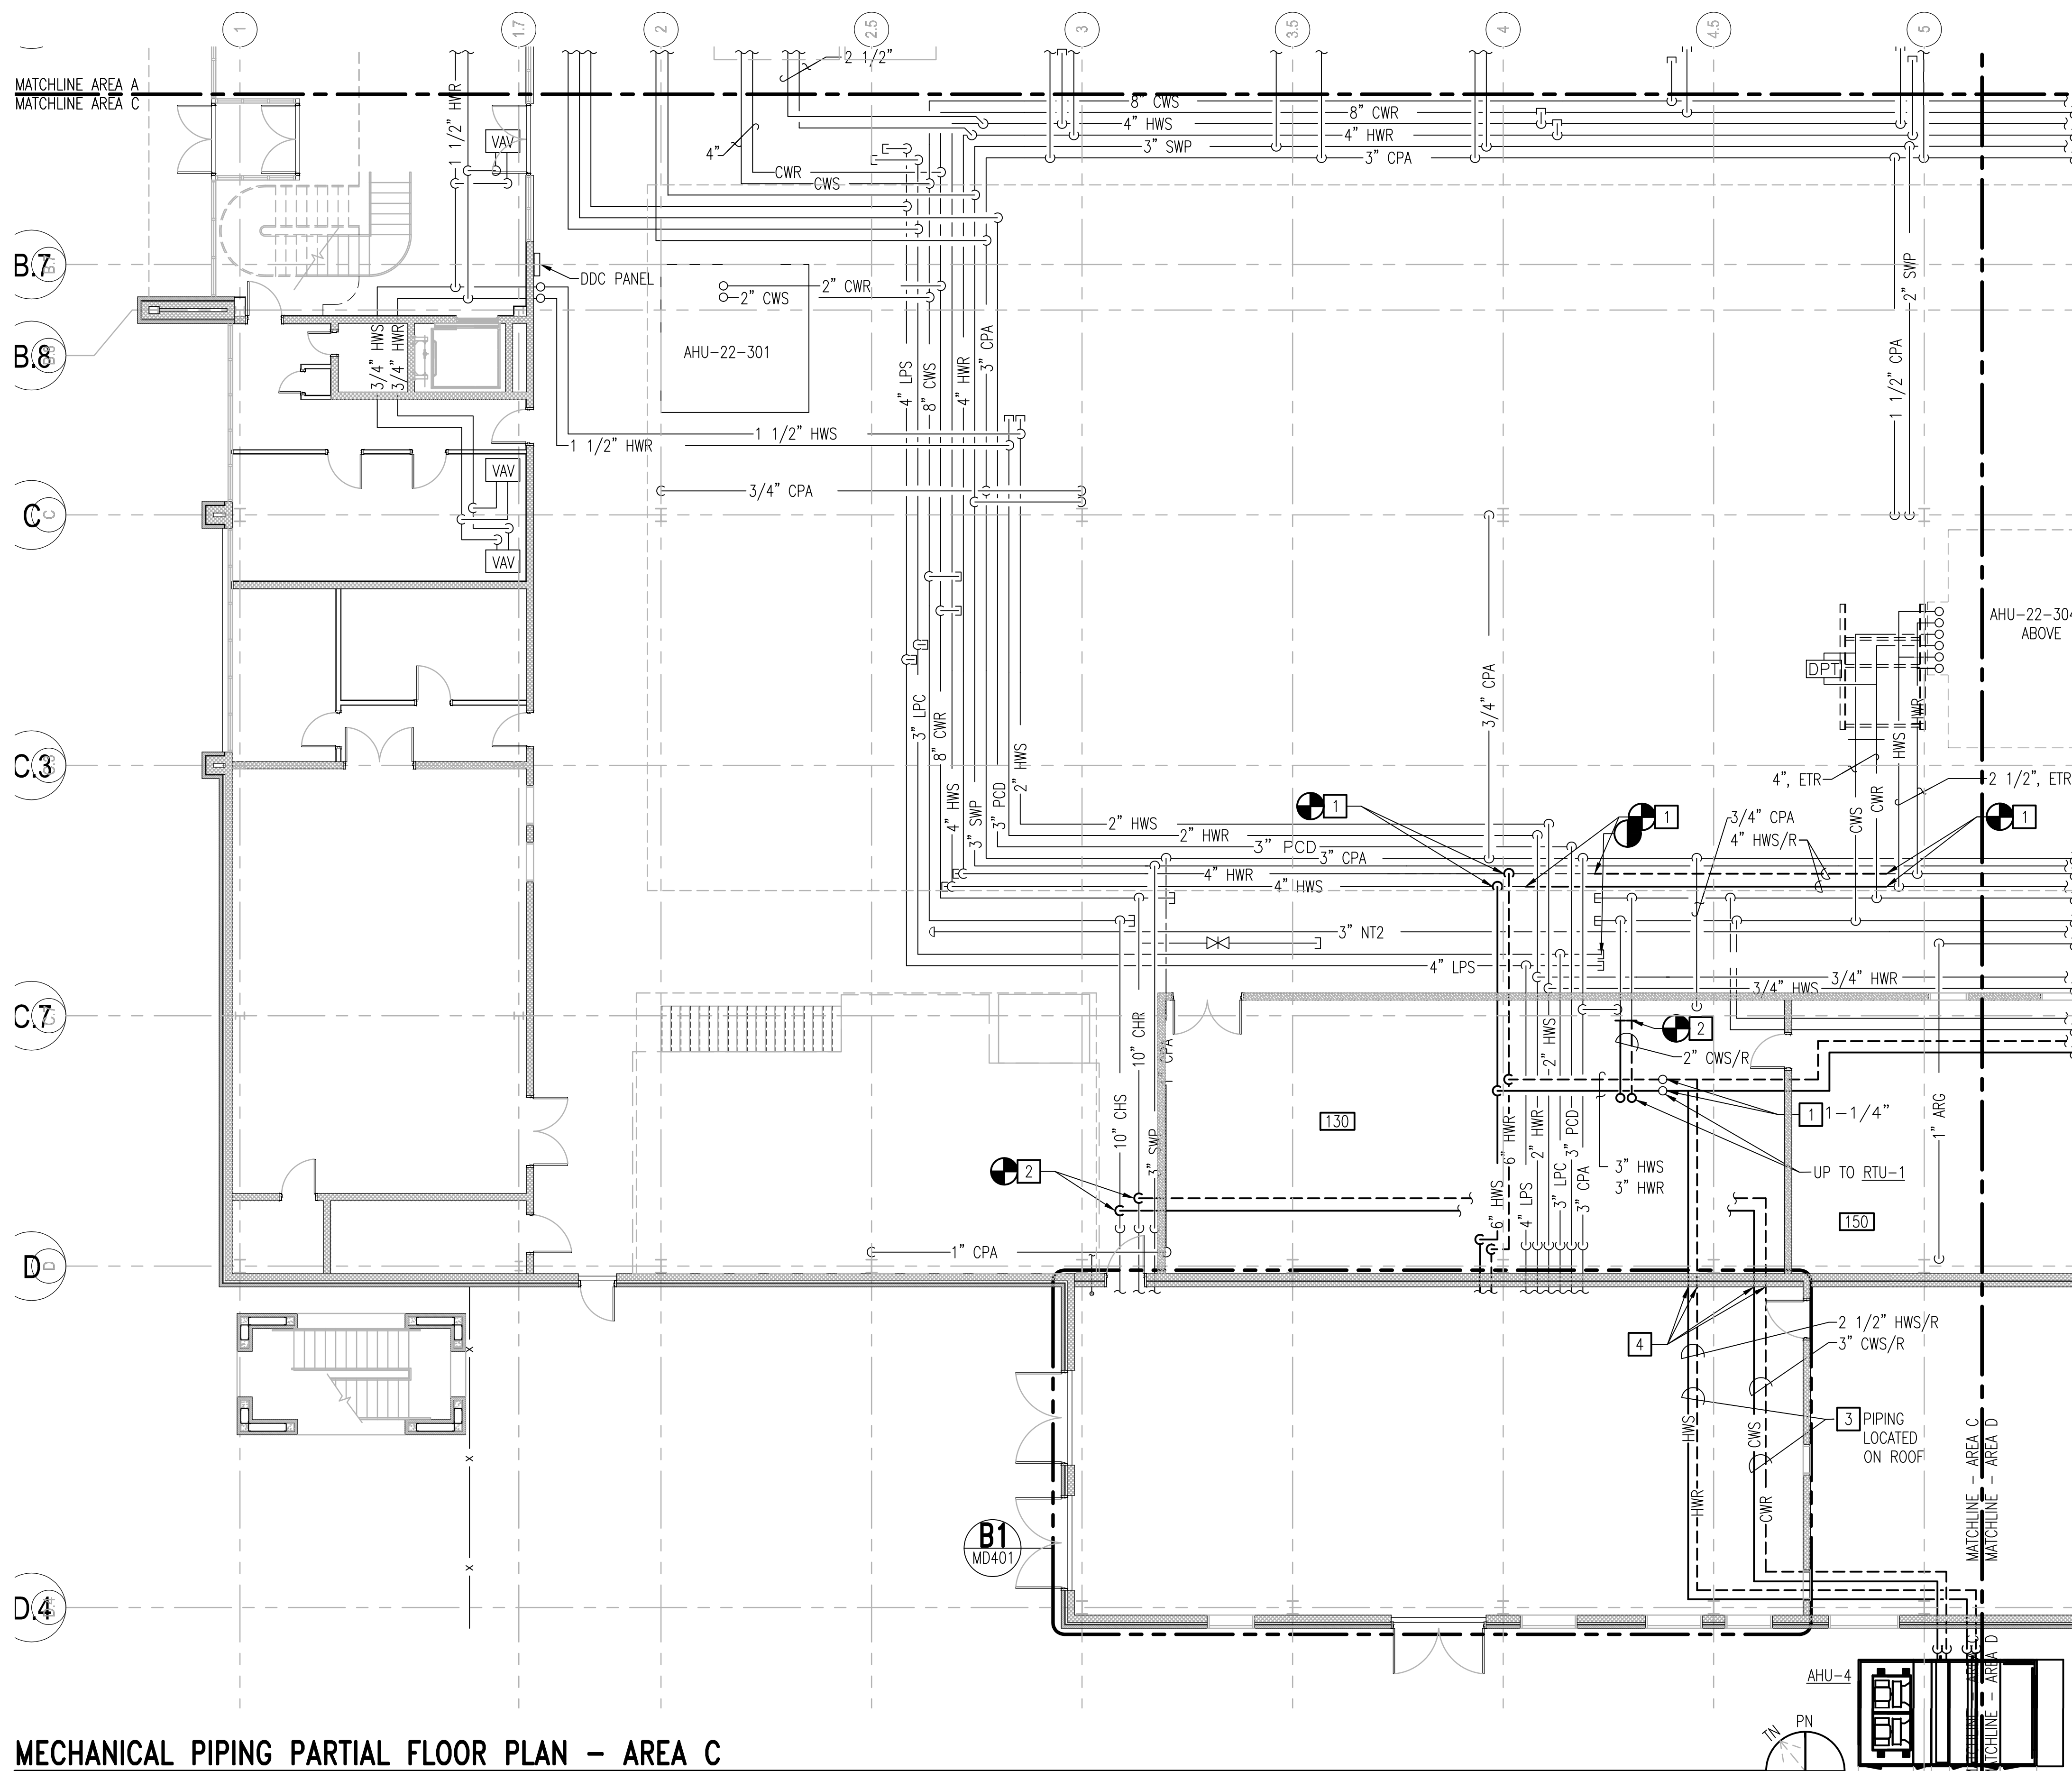 1
1.7
2
2.5
3
3.5
4
4.5
5
2 1/2"
MATCHLINE AREA A
MATCHLINE AREA C
1 1/2" HWR
VAV
4"
CWR
CWS
8" CWS
8" CWR
4" HWS
4" HWR
3" SWP
3" CPA
B.7
DDC PANEL
2" CWR
2" CWS
AHU-22-301
B.8
3/4" HWS
3/4" HWR
4" LPS
8" CWS
4" HWR
3" CPA
1 1/2" CPA
2" SWP
1 1/2" HWS
1 1/2" HWR
VAV
3/4" CPA
C
C
VAV
AHU-22-304
ABOVE
DPT
3" LPC
8" CWR
4" HWS
3" SWP
3" PCD
2" HWS
3/4" CPA
HWR
HWS
CWR
CWS
C.3
4", ETR
2 1/2", ETR
1
1
1
3/4" CPA
4" HWS/R
2" HWS
2" HWR
3" PCD
3" CPA
4" HWR
4" HWS
3" NT2
4" LPS
3/4" HWR
3/4" HWS
C.7
CPA
2
2" CWS/R
10" CHS
10" CHR
3" SWP
130
6" HWS
6" HWR
4" LPS
2" HWR
2" HWS
3" LPC
3" PCD
3" CPA
1 1-1/4"
1" ARG
3" HWS
3" HWR
UP TO RTU-1
2
150
D
D
1" CPA
2 1/2" HWS/R
3" CWS/R
4
3 PIPING
LOCATED
ON ROOF
HWS
HWR
CWS
CWR
MATCHLINE - AREA C
MATCHLINE - AREA D
B1
MD401
D.4
AHU-4
MATCHLINE - AREA C
MATCHLINE - AREA D
TN
PN
MECHANICAL PIPING PARTIAL FLOOR PLAN - AREA C